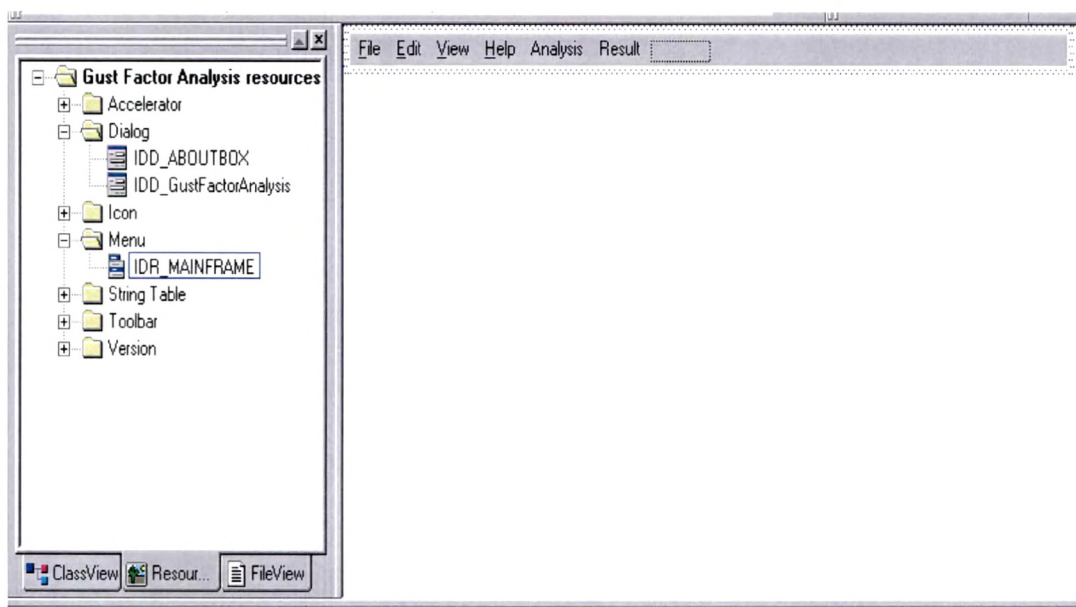 File Edit View Help Analysis Result
Gust Factor Analysis resources
Accelerator
Dialog
IDD_ABOUTBOX
IDD_GustFactorAnalysis
Icon
Menu
IDR_MAINFRAME
String Table
Toolbar
Version
ClassView Resour... FileView